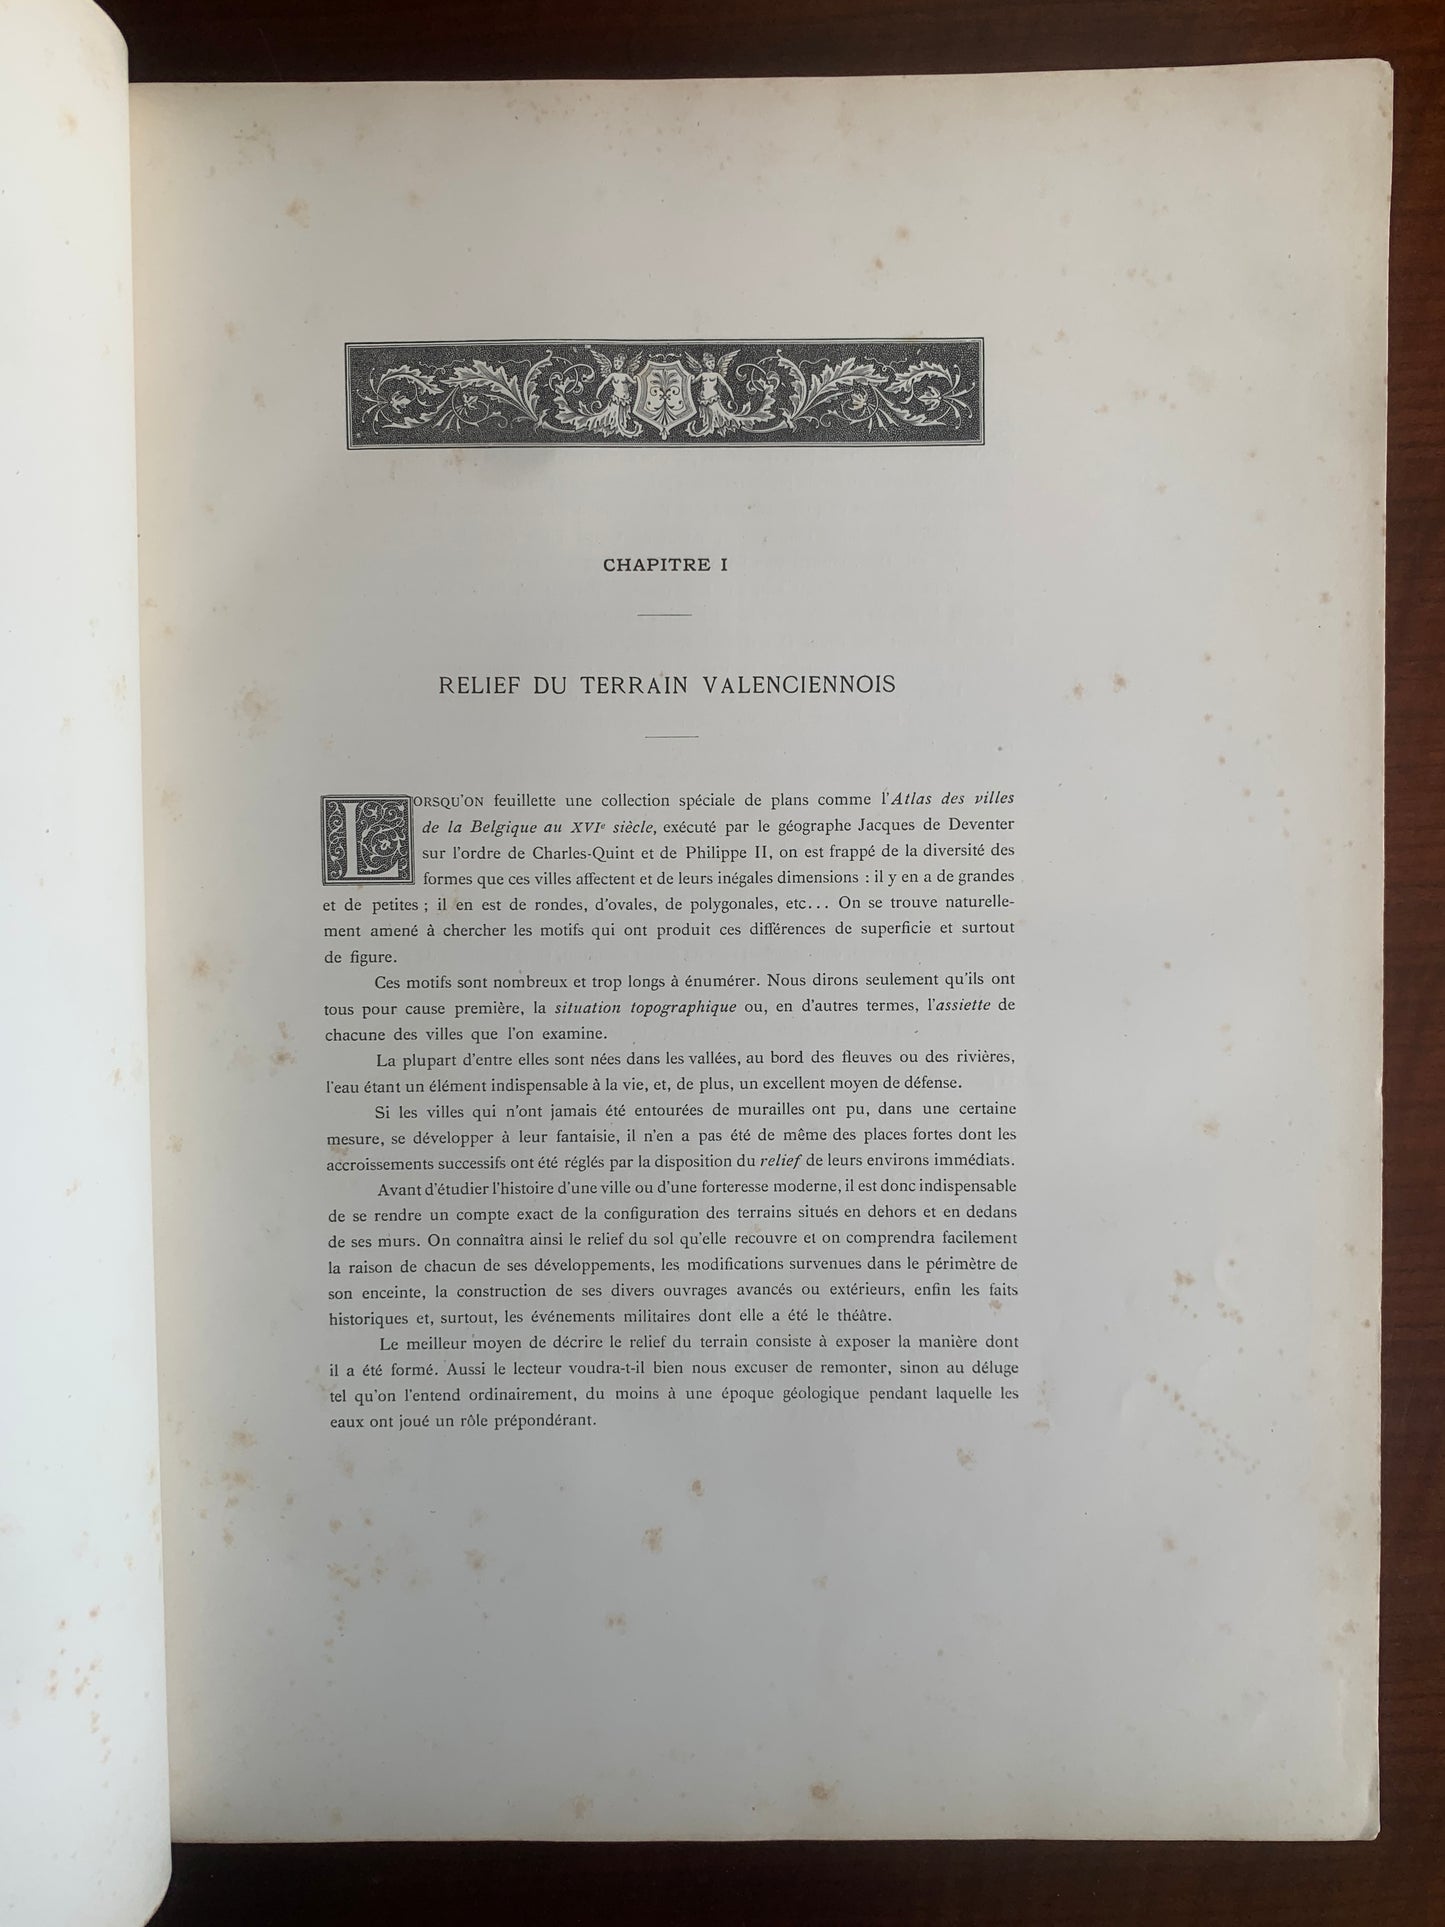 CHAPITRE I
RELIEF DU TERRAIN VALENCIENNOIS
LORSQU'ON feuillette une collection spéciale de plans comme l'Atlas des villes
de la Belgique au XVIe siècle, exécuté par le géographe Jacques de Deventer
sur l'ordre de Charles-Quint et de Philippe II, on est frappé de la diversité des
formes que ces villes affectent et de leurs inégales dimensions : il y en a de grandes
et de petites ; il en est de rondes, d'ovales, de polygonales, etc... On se trouve naturelle-
ment amené à chercher les motifs qui ont produit ces différences de superficie et surtout
de figure.
Ces motifs sont nombreux et trop longs à énumérer. Nous dirons seulement qu'ils ont
tous pour cause première, la situation topographique ou, en d'autres termes, l'assiette de
chacune des villes que l'on examine.
La plupart d'entre elles sont nées dans les vallées, au bord des fleuves ou des rivières,
l'eau étant un élément indispensable à la vie, et, de plus, un excellent moyen de défense.
Si les villes qui n'ont jamais été entourées de murailles ont pu, dans une certaine
mesure, se développer à leur fantaisie, il n'en a pas été de même des places fortes dont les
accroissements successifs ont été réglés par la disposition du relief de leurs environs immédiats.
Avant d'étudier l'histoire d'une ville ou d'une forteresse moderne, il est donc indispensable
de se rendre un compte exact de la configuration des terrains situés en dehors et en dedans
de ses murs. On connaîtra ainsi le relief du sol qu'elle recouvre et on comprendra facilement
la raison de chacun de ses développements, les modifications survenues dans le périmètre de
son enceinte, la construction de ses divers ouvrages avancés ou extérieurs, enfin les faits
historiques et, surtout, les événements militaires dont elle a été le théâtre.
Le meilleur moyen de décrire le relief du terrain consiste à exposer la manière dont
il a été formé. Aussi le lecteur voudra-t-il bien nous excuser de remonter, sinon au déluge
tel qu'on l'entend ordinairement, du moins à une époque géologique pendant laquelle les
eaux ont joué un rôle prépondérant.